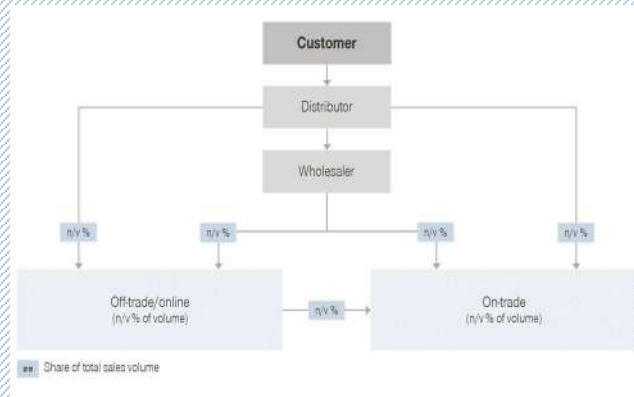 Customer
Distributor
Wholesaler
n/v %
n/v %
n/v %
n/v %
Off-trade/online
(n/v % of volume)
n/v %
On-trade
(n/v % of volume)
## Share of total sales volume